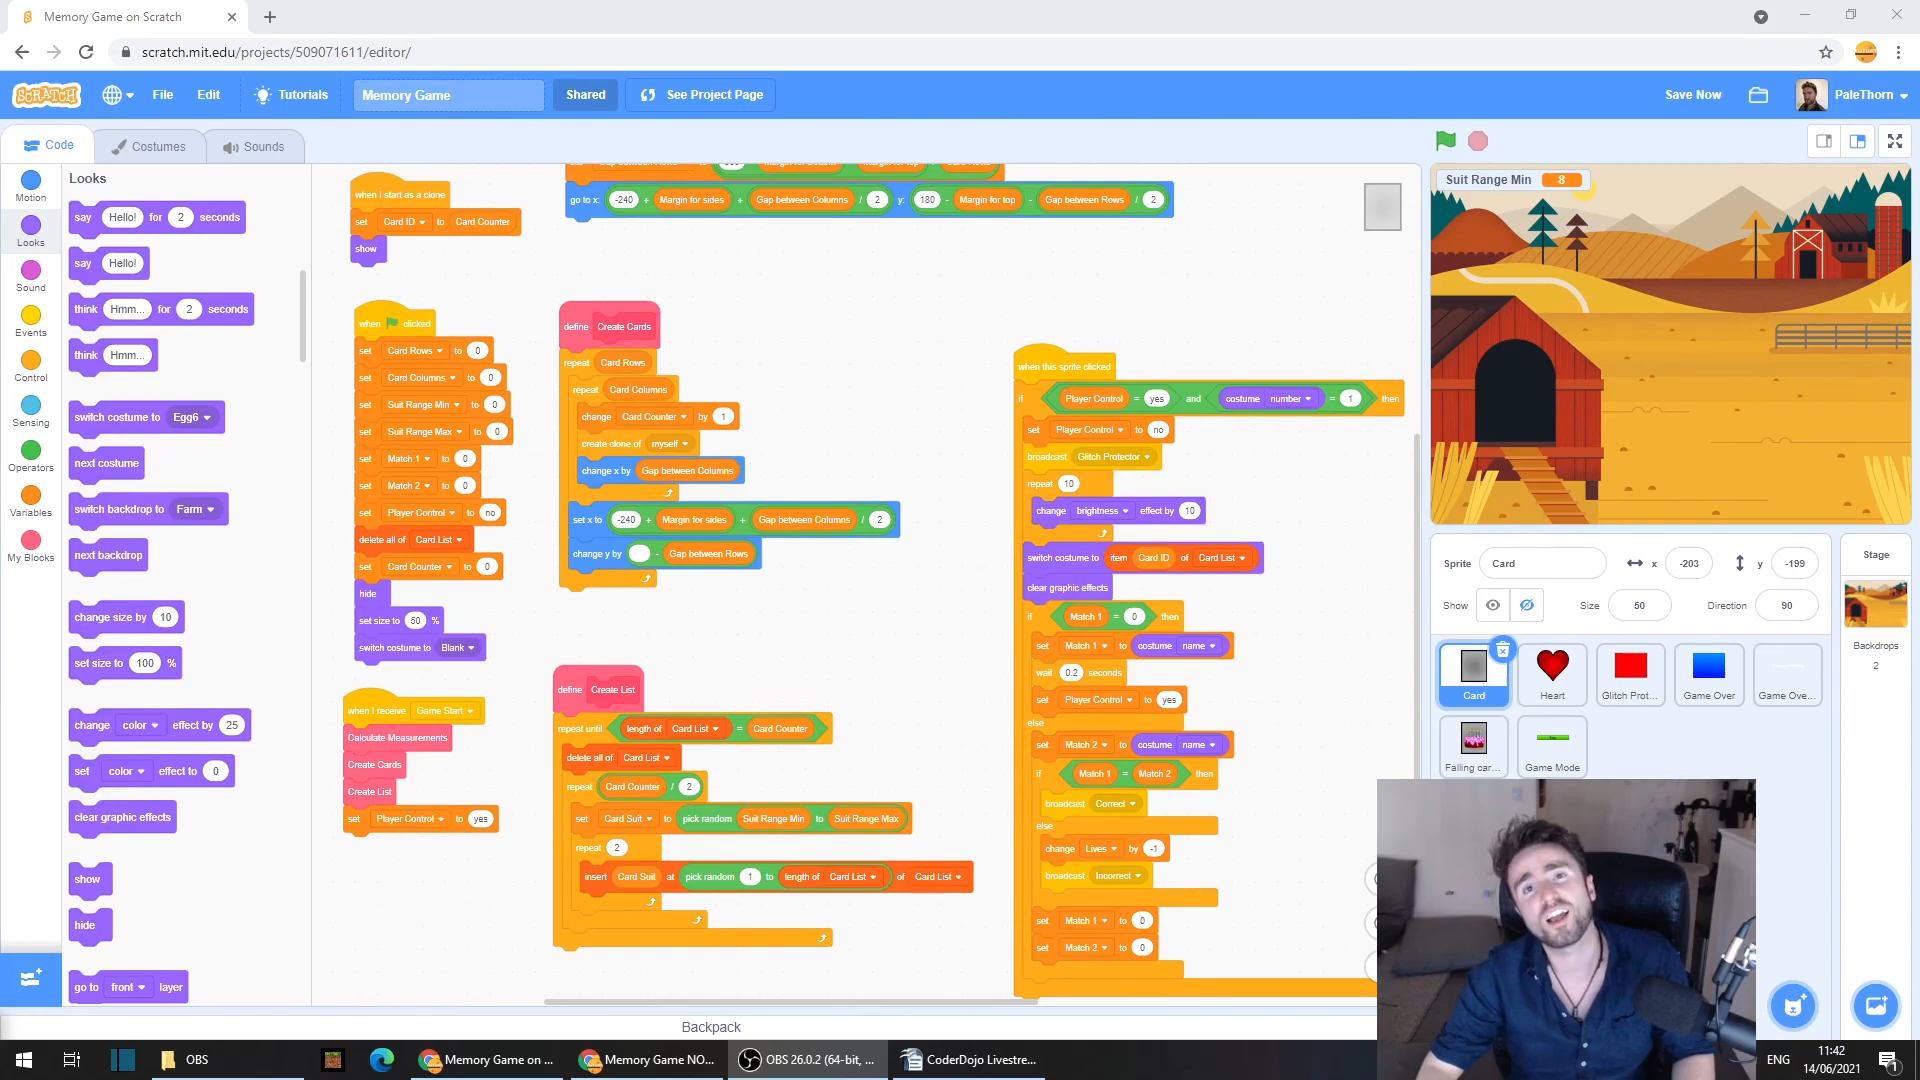 Memory Game on Scratch
scratch.mit.edu/projects/509071611/editor/
SCRATCH
File
Edit
Tutorials
Memory Game
Shared
See Project Page
Save Now
PaleThorn
Code
Costumes
Sounds
Motion
Looks
Sound
Events
Control
Sensing
Operators
Variables
My Blocks
Looks
say Hello! for 2 seconds
say Hello!
think Hmm... for 2 seconds
think Hmm...
switch costume to Egg6
next costume
switch backdrop to Farm
next backdrop
change size by 10
set size to 100 %
change color effect by 25
set color effect to 0
clear graphic effects
show
hide
go to front layer
when I start as a clone
set Card ID to Card Counter
show
when clicked
set Card Rows to 0
set Card Columns to 0
set Suit Range Min to 0
set Suit Range Max to 0
set Match 1 to 0
set Match 2 to 0
set Player Control to no
delete all of Card List
set Card Counter to 0
hide
set size to 50 %
switch costume to Blank
when I receive Game Start
Calculate Measurements
Create Cards
Create List
set Player Control to yes
go to x: -240 + Margin for sides + Gap between Columns / 2 y: 180 - Margin for top - Gap between Rows / 2
define Create Cards
repeat Card Rows
repeat Card Columns
change Card Counter by 1
create clone of myself
change x by Gap between Columns
set x to -240 + Margin for sides + Gap between Columns / 2
change y by - Gap between Rows
define Create List
repeat until length of Card List = Card Counter
delete all of Card List
repeat Card Counter / 2
set Card Suit to pick random Suit Range Min to Suit Range Max
repeat 2
insert Card Suit at pick random 1 to length of Card List of Card List
when this sprite clicked
if Player Control = yes and costume number = 1 then
set Player Control to no
broadcast Glitch Protector
repeat 10
change brightness effect by 10
switch costume to item Card ID of Card List
clear graphic effects
if Match 1 = 0 then
set Match 1 to costume name
wait 0.2 seconds
set Player Control to yes
else
set Match 2 to costume name
if Match 1 = Match 2 then
broadcast Correct
else
change Lives by -1
broadcast Incorrect
set Match 1 to 0
set Match 2 to 0
Suit Range Min 8
Sprite Card x -203 y -199
Show Size 50 Direction 90
Card
Heart
Glitch Prot...
Game Over
Game Ove...
Falling car...
Game Mode
Stage
Backdrops
2
Backpack
OBS
Memory Game on ...
Memory Game NO...
OBS 26.0.2 (64-bit, ...
CoderDojo Livestre...
ENG
11:42
14/06/2021
1